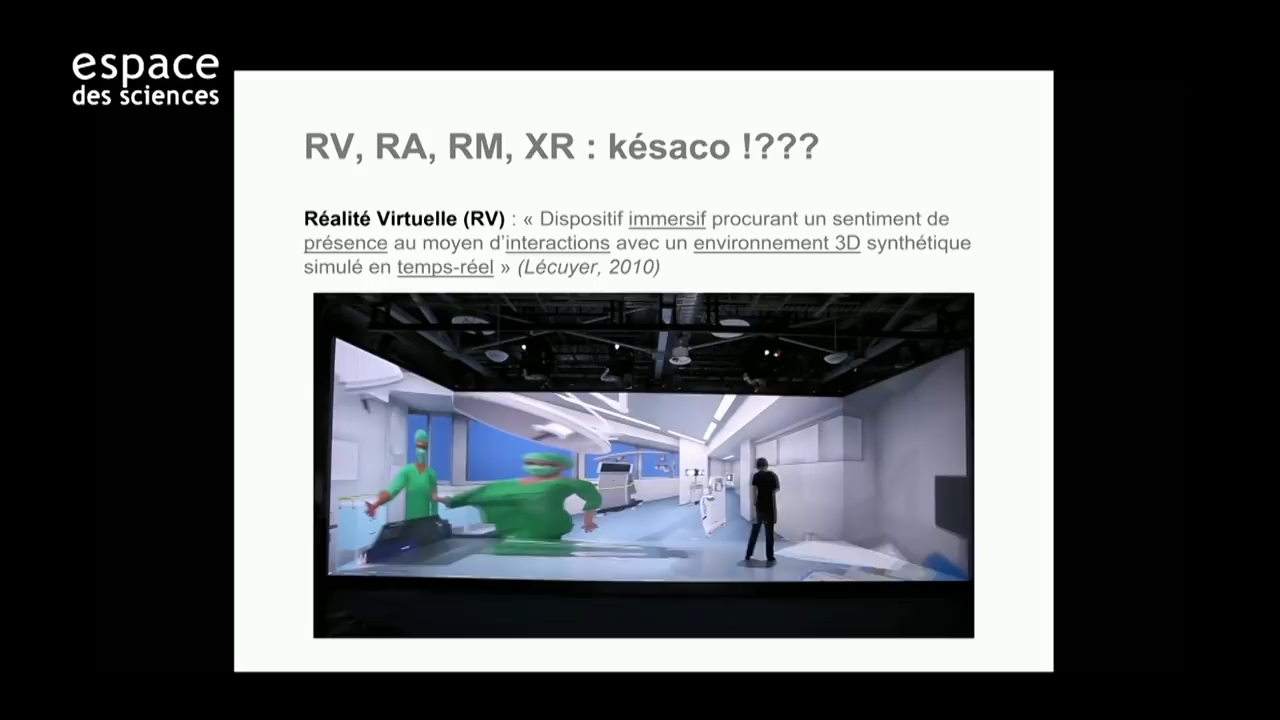 espace
des sciences
RV, RA, RM, XR : késaco !???
Réalité Virtuelle (RV) : « Dispositif immersif procurant un sentiment de
présence au moyen d'interactions avec un environnement 3D synthétique
simulé en temps-réel » (Lécuyer, 2010)